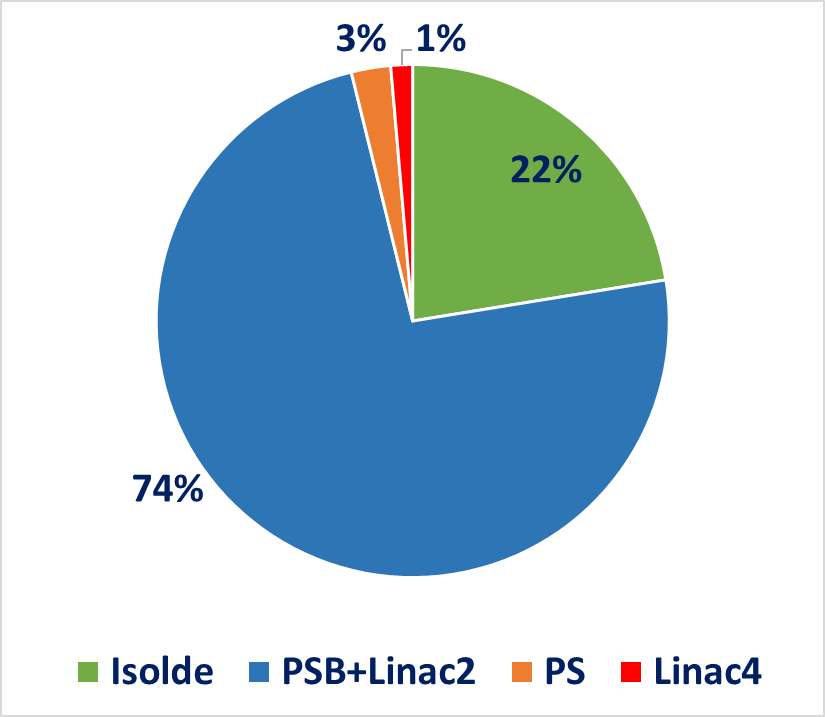 3% 1%
22%
74%
Isolde PSB+Linac2 PS Linac4